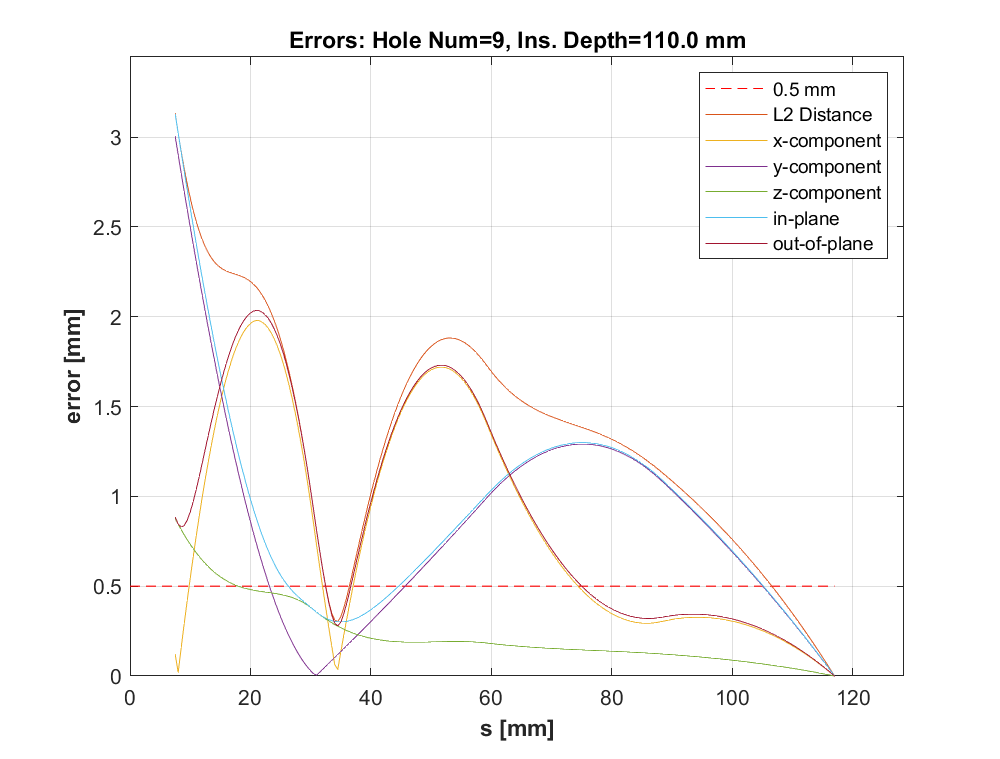 Errors: Hole Num=9, Ins. Depth=110.0 mm
0.5 mm
L2 Distance
x-component
y-component
z-component
in-plane
out-of-plane
error [mm]
3
2.5
2
1.5
1
0.5
0
0 20 40 60 80 100 120
s [mm]